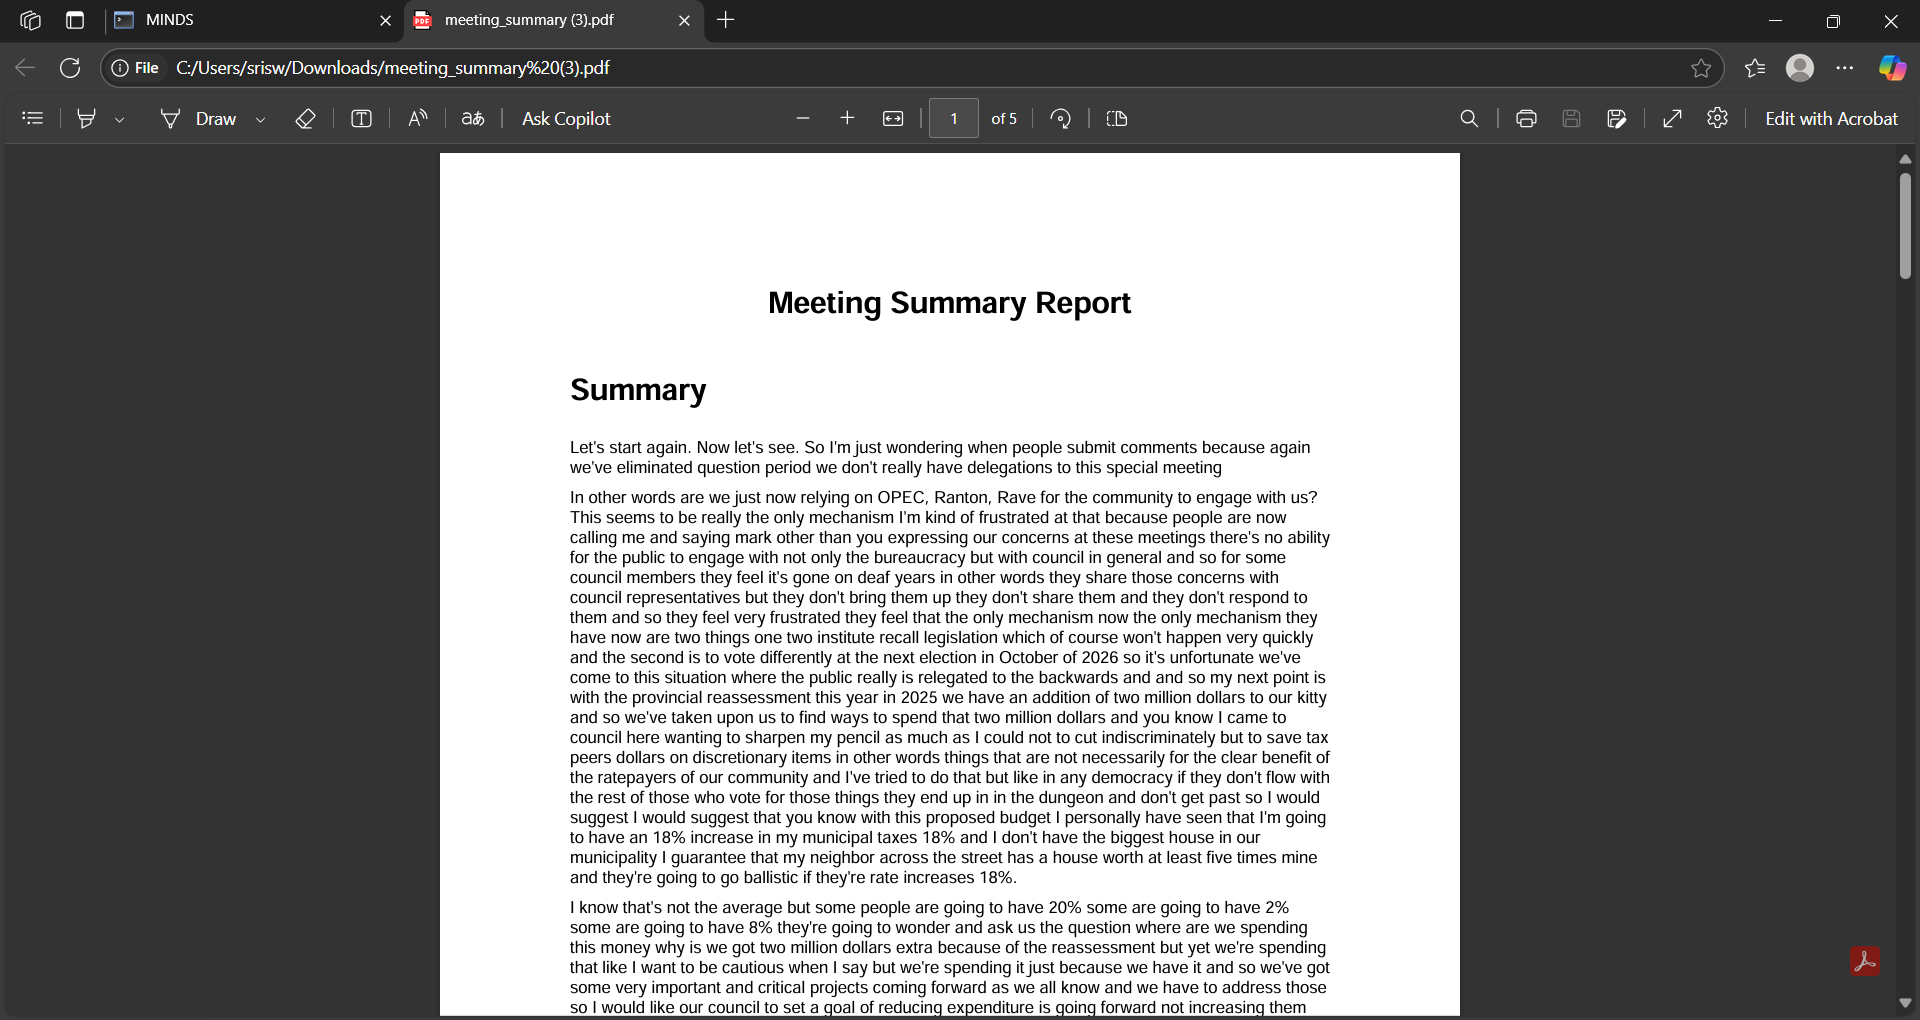 MINDS
meeting_summary (3).pdf
File
C:/Users/srisw/Downloads/meeting_summary%20(3).pdf
Draw
aあ
Ask Copilot
1
of 5
Edit with Acrobat
Meeting Summary Report
Summary
Let's start again. Now let's see. So I'm just wondering when people submit comments because again
we've eliminated question period we don't really have delegations to this special meeting
In other words are we just now relying on OPEC, Ranton, Rave for the community to engage with us?
This seems to be really the only mechanism I'm kind of frustrated at that because people are now
calling me and saying mark other than you expressing our concerns at these meetings there's no ability
for the public to engage with not only the bureaucracy but with council in general and so for some
council members they feel it's gone on deaf years in other words they share those concerns with
council representatives but they don't bring them up they don't share them and they don't respond to
them and so they feel very frustrated they feel that the only mechanism now the only mechanism they
have now are two things one two institute recall legislation which of course won't happen very quickly
and the second is to vote differently at the next election in October of 2026 so it's unfortunate we've
come to this situation where the public really is relegated to the backwards and and so my next point is
with the provincial reassessment this year in 2025 we have an addition of two million dollars to our kitty
and so we've taken upon us to find ways to spend that two million dollars and you know I came to
council here wanting to sharpen my pencil as much as I could not to cut indiscriminately but to save tax
peers dollars on discretionary items in other words things that are not necessarily for the clear benefit of
the ratepayers of our community and I've tried to do that but like in any democracy if they don't flow with
the rest of those who vote for those things they end up in in the dungeon and don't get past so I would
suggest I would suggest that you know with this proposed budget I personally have seen that I'm going
to have an 18% increase in my municipal taxes 18% and I don't have the biggest house in our
municipality I guarantee that my neighbor across the street has a house worth at least five times mine
and they're going to go ballistic if they're rate increases 18%.
I know that's not the average but some people are going to have 20% some are going to have 2%
some are going to have 8% they're going to wonder and ask us the question where are we spending
this money why is we got two million dollars extra because of the reassessment but yet we're spending
that like I want to be cautious when I say but we're spending it just because we have it and so we've got
some very important and critical projects coming forward as we all know and we have to address those
so I would like our council to set a goal of reducing expenditure is going forward not increasing them